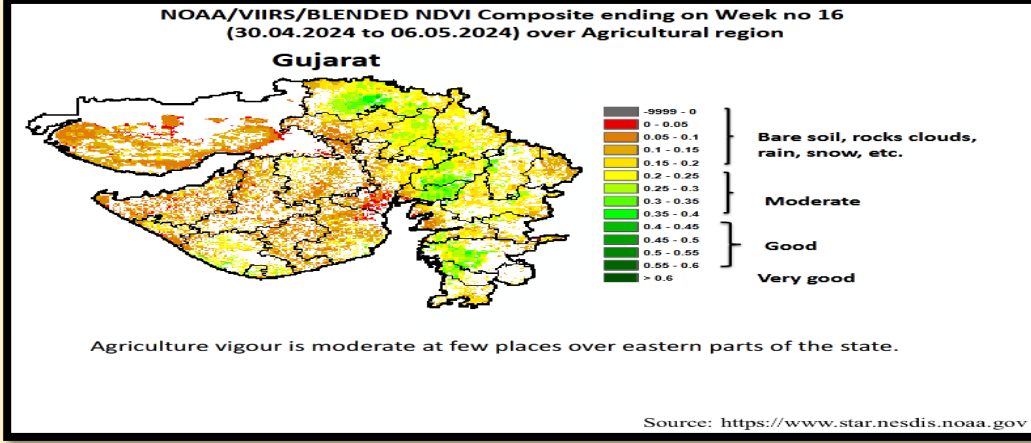 NOAA/VIIRS/BLENDED NDVI Composite ending on Week no 16
(30.04.2024 to 06.05.2024) over Agricultural region
Gujarat
-9999 - 0
0 - 0.05
0.05 - 0.1
0.1 - 0.15
0.15 - 0.2
0.2 - 0.25
0.25 - 0.3
0.3 - 0.35
0.35 - 0.4
0.4 - 0.45
0.45 - 0.5
0.5 - 0.55
0.55 - 0.6
> 0.6
Bare soil, rocks clouds,
rain, snow, etc.
Moderate
Good
Very good
Agriculture vigour is moderate at few places over eastern parts of the state.
Source: https://www.star.nesdis.noaa.gov